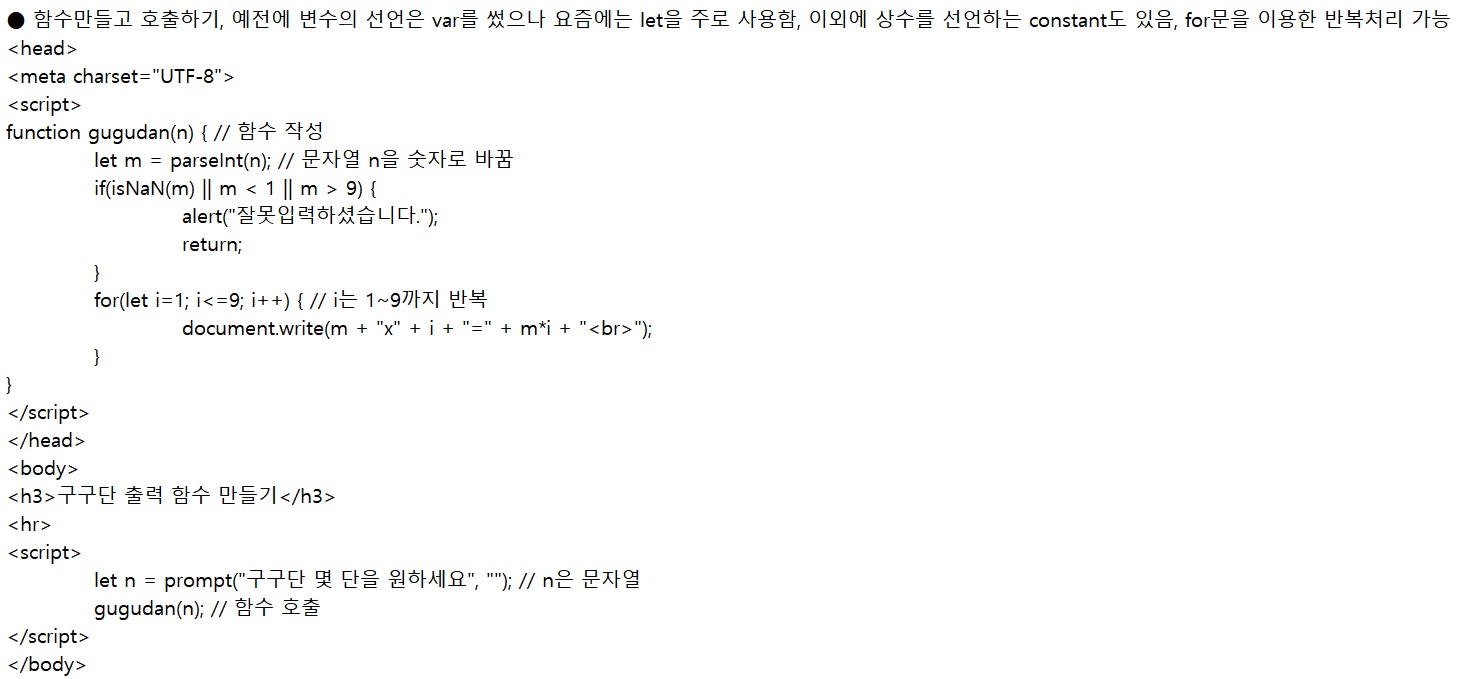 ● 함수만들고 호출하기, 예전에 변수의 선언은 var를 썼으나 요즘에는 let을 주로 사용함, 이외에 상수를 선언하는 constant도 있음, for문을 이용한 반복처리 가능
<head>
<meta charset="UTF-8">
<script>
function gugudan(n) { // 함수 작성
let m = parseInt(n); // 문자열 n을 숫자로 바꿈
if(isNaN(m) || m < 1 || m > 9) {
alert("잘못입력하셨습니다.");
return;
}
for(let i=1; i<=9; i++) { // i는 1~9까지 반복
document.write(m + "x" + i + "=" + m*i + "<br>");
}
}
</script>
</head>
<body>
<h3>구구단 출력 함수 만들기</h3>
<hr>
<script>
let n = prompt("구구단 몇 단을 원하세요", ""); // n은 문자열
gugudan(n); // 함수 호출
</script>
</body>